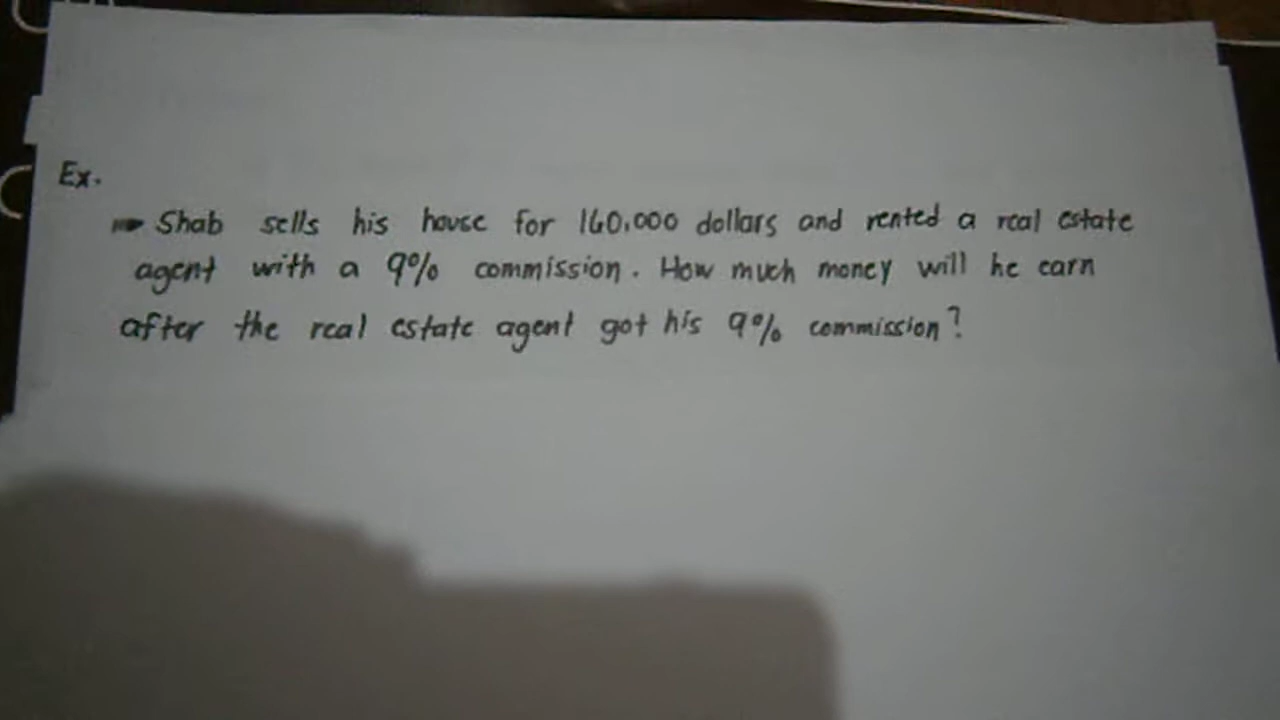 Ex.
➡ Shab sells his house for 160,000 dollars and rented a real estate
agent with a 9% commission. How much money will he earn
after the real estate agent got his 9% commission?